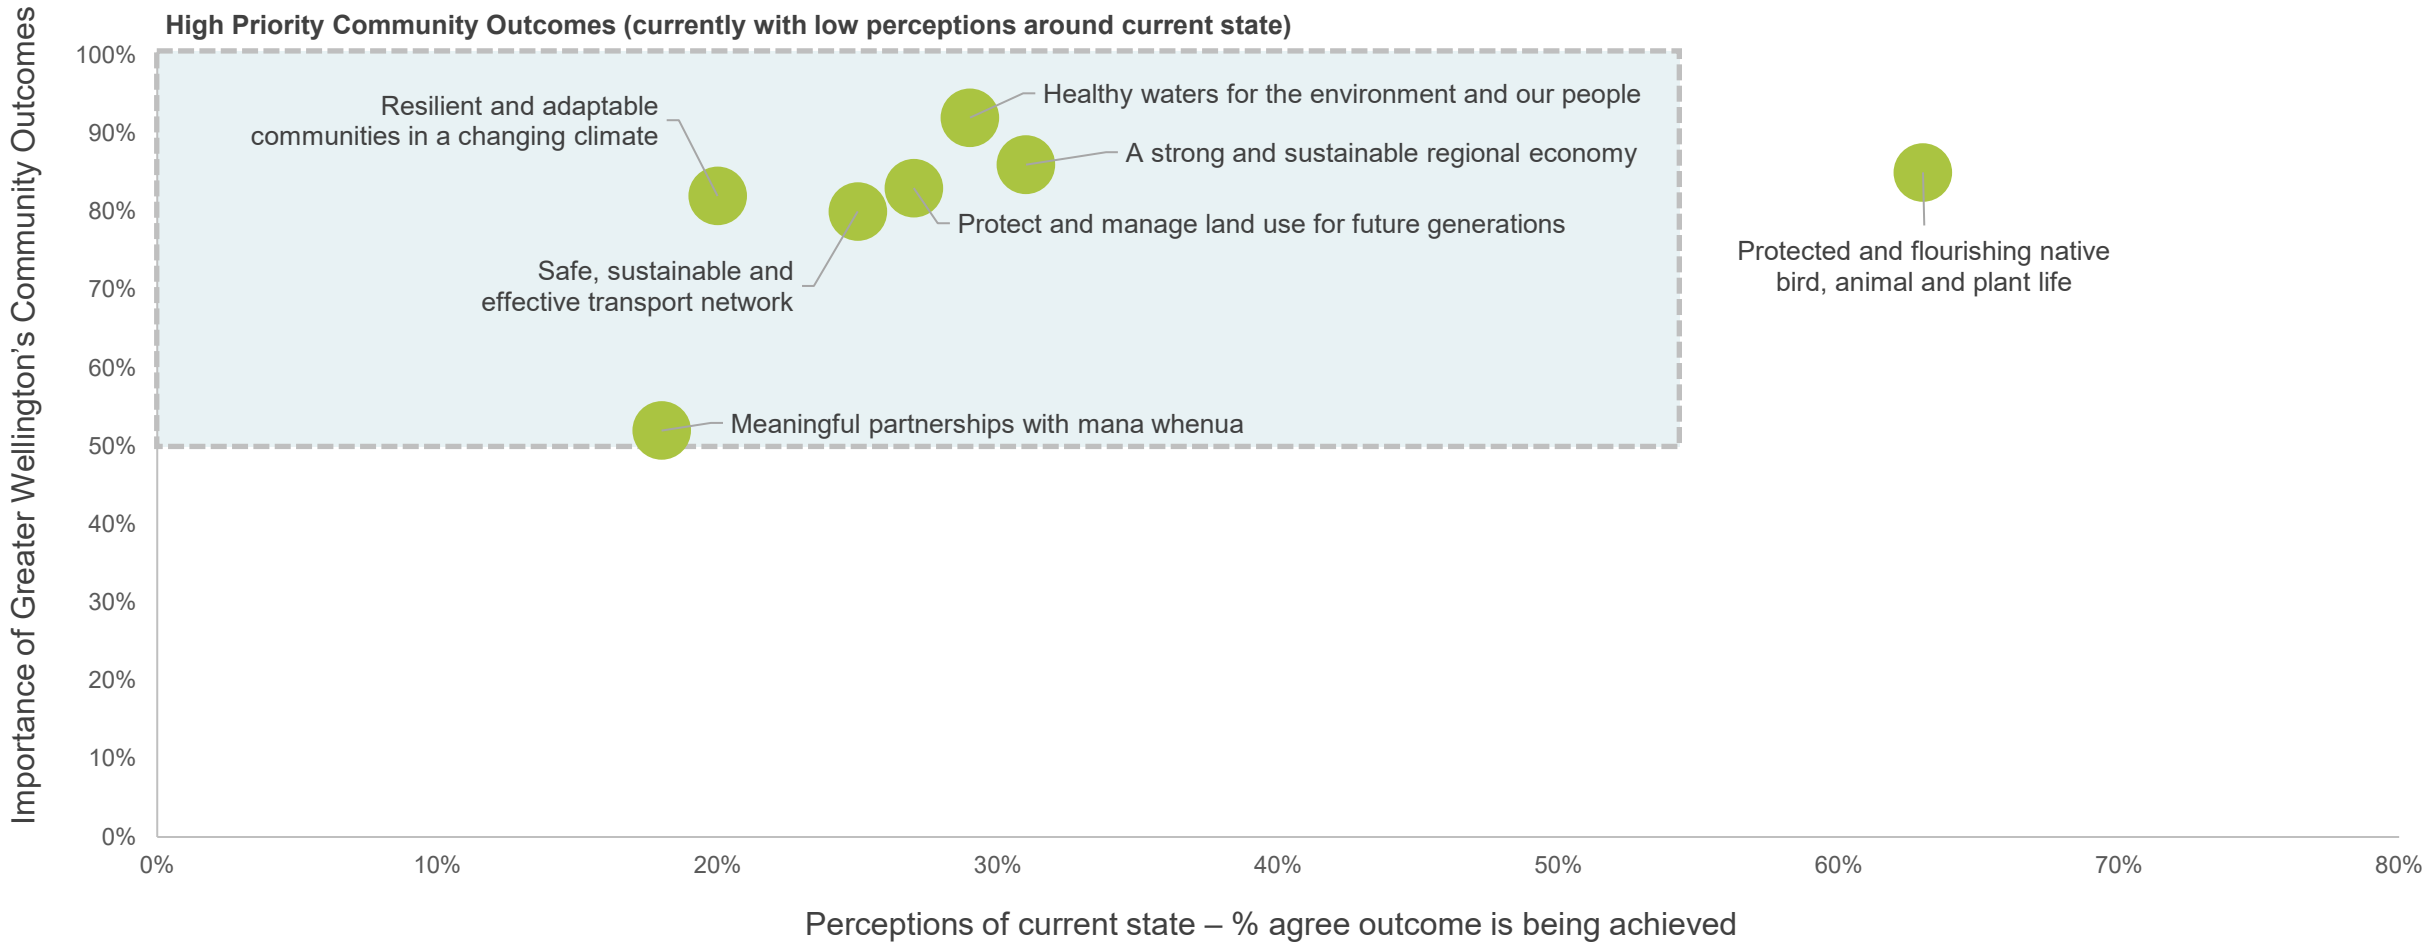 High Priority Community Outcomes (currently with low perceptions around current state)
Importance of Greater Wellington’s Community Outcomes
100%
90%
80%
70%
60%
50%
40%
30%
20%
10%
0%
Resilient and adaptable
communities in a changing climate
Healthy waters for the environment and our people
A strong and sustainable regional economy
Protect and manage land use for future generations
Safe, sustainable and
effective transport network
Protected and flourishing native
bird, animal and plant life
Meaningful partnerships with mana whenua
0%
10%
20%
30%
40%
50%
60%
70%
80%
Perceptions of current state – % agree outcome is being achieved